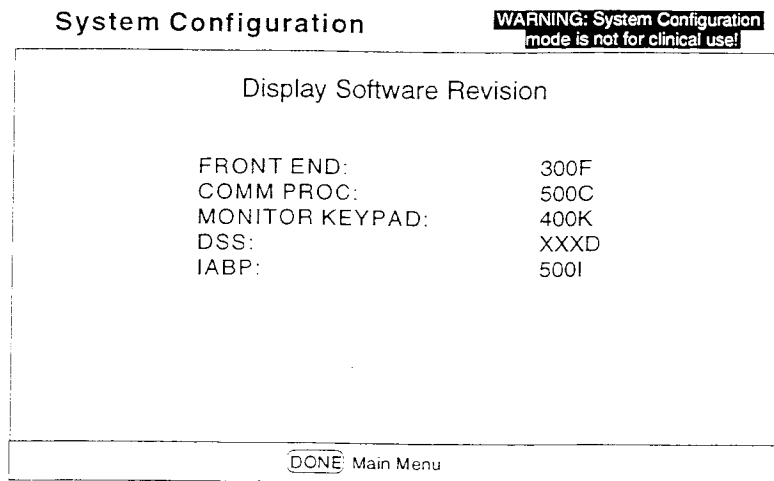 System Configuration
WARNING: System Configuration
mode is not for clinical use!
Display Software Revision
FRONT END: 300F
COMM PROC: 500C
MONITOR KEYPAD: 400K
DSS: XXXD
IABP: 500I
DONE Main Menu